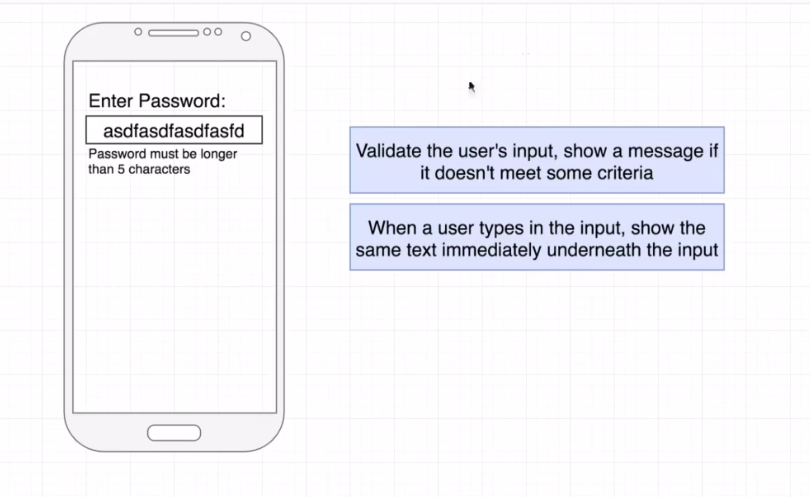 Enter Password:
asdfasdfasdfasfd
Password must be longer
than 5 characters
Validate the user's input, show a message if
it doesn't meet some criteria
When a user types in the input, show the
same text immediately underneath the input